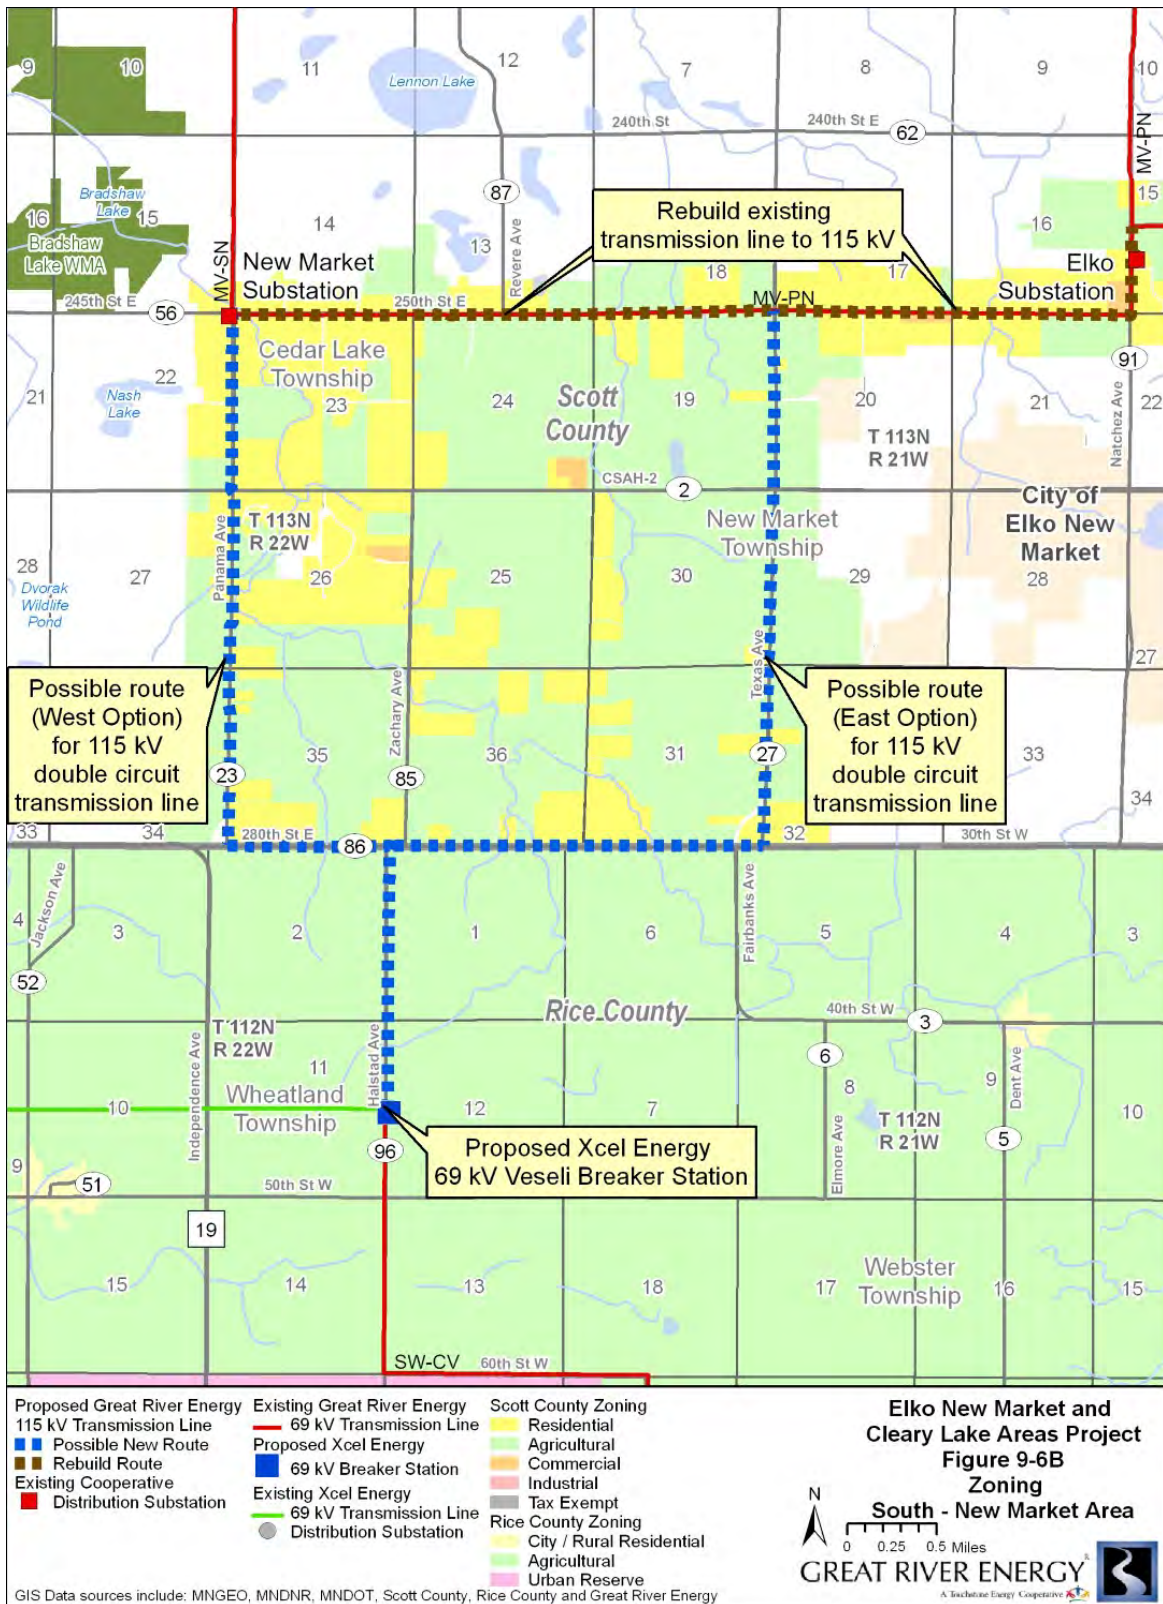 9
10
11
12
7
8
9
10
Lennon Lake
240th St
240th St E
62
MV-PN
87
Bradshaw
Lake
16
15
Bradshaw
Lake WMA
14
13
Revere Ave
18
17
16
15
Rebuild existing
transmission line to 115 kV
MV-SN
New Market
Substation
Elko
Substation
245th St E
56
250th St E
MV-PN
91
Cedar Lake
Township
21
22
Nash
Lake
23
24
Scott
County
19
20
21
22
T 113N
R 21W
Natchez Ave
CSAH-2
2
City of
Elko New
Market
New Market
Township
T 113N
R 22W
Panama Ave
28
27
26
25
30
29
28
27
Dvorak
Wildlife
Pond
Possible route
(West Option)
for 115 kV
double circuit
transmission line
Zachary Ave
Texas Ave
Possible route
(East Option)
for 115 kV
double circuit
transmission line
35
36
31
33
34
23
85
27
33
34
280th St E
86
32
30th St W
Jackson Ave
4
3
2
1
6
Fairbanks Ave
5
4
3
52
Rice County
40th St W
3
T 112N
R 22W
Independence Ave
Halstad Ave
11
6
8
9
Dent Ave
Wheatland
Township
10
12
7
T 112N
R 21W
10
Elmore Ave
5
Proposed Xcel Energy
69 kV Veseli Breaker Station
96
9
51
50th St W
19
15
14
13
18
17
Webster
Township
16
15
SW-CV
60th St W
Proposed Great River Energy
115 kV Transmission Line
Possible New Route
Rebuild Route
Existing Cooperative
Distribution Substation
Existing Great River Energy
69 kV Transmission Line
Proposed Xcel Energy
69 kV Breaker Station
Existing Xcel Energy
69 kV Transmission Line
Distribution Substation
Scott County Zoning
Residential
Agricultural
Commercial
Industrial
Tax Exempt
Rice County Zoning
City / Rural Residential
Agricultural
Urban Reserve
Elko New Market and
Cleary Lake Areas Project
Figure 9-6B
Zoning
South - New Market Area
N
0 0.25 0.5 Miles
GREAT RIVER ENERGY
A Touchstone Energy Cooperative
GIS Data sources include: MNGEO, MNDNR, MNDOT, Scott County, Rice County and Great River Energy